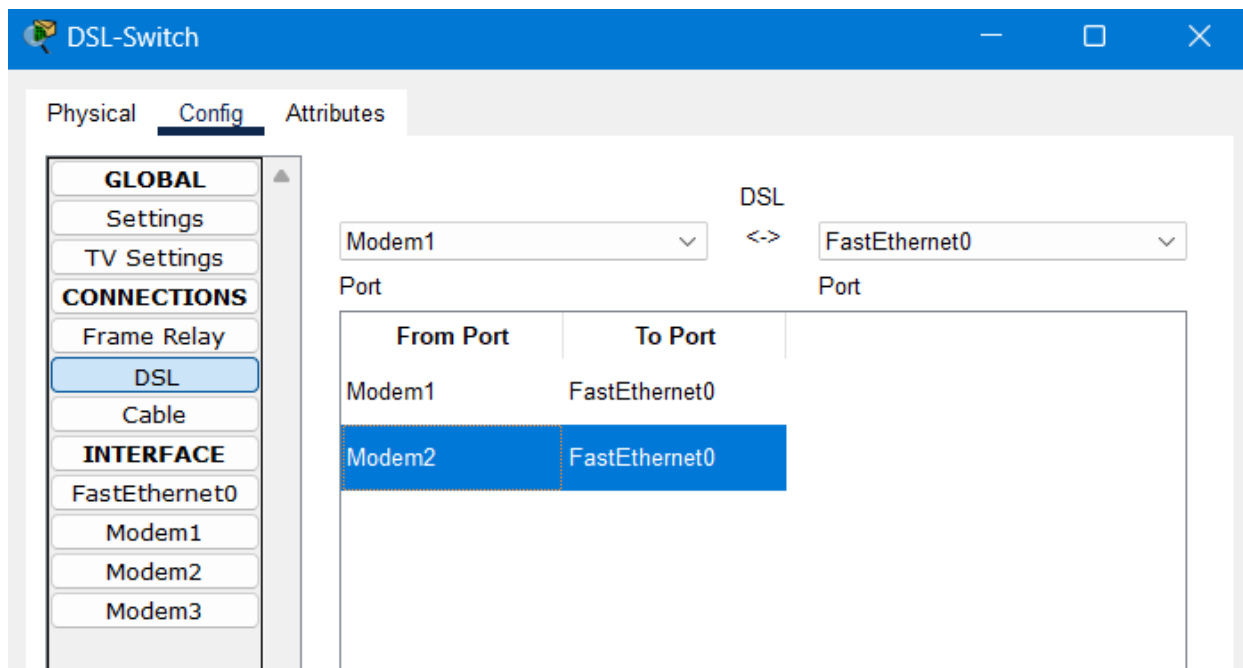 DSL-Switch
Physical Config Attributes
GLOBAL
Settings
TV Settings
CONNECTIONS
Frame Relay
DSL
Cable
INTERFACE
FastEthernet0
Modem1
Modem2
Modem3
DSL
Modem1 <-> FastEthernet0
Port Port
From Port To Port
Modem1 FastEthernet0
Modem2 FastEthernet0